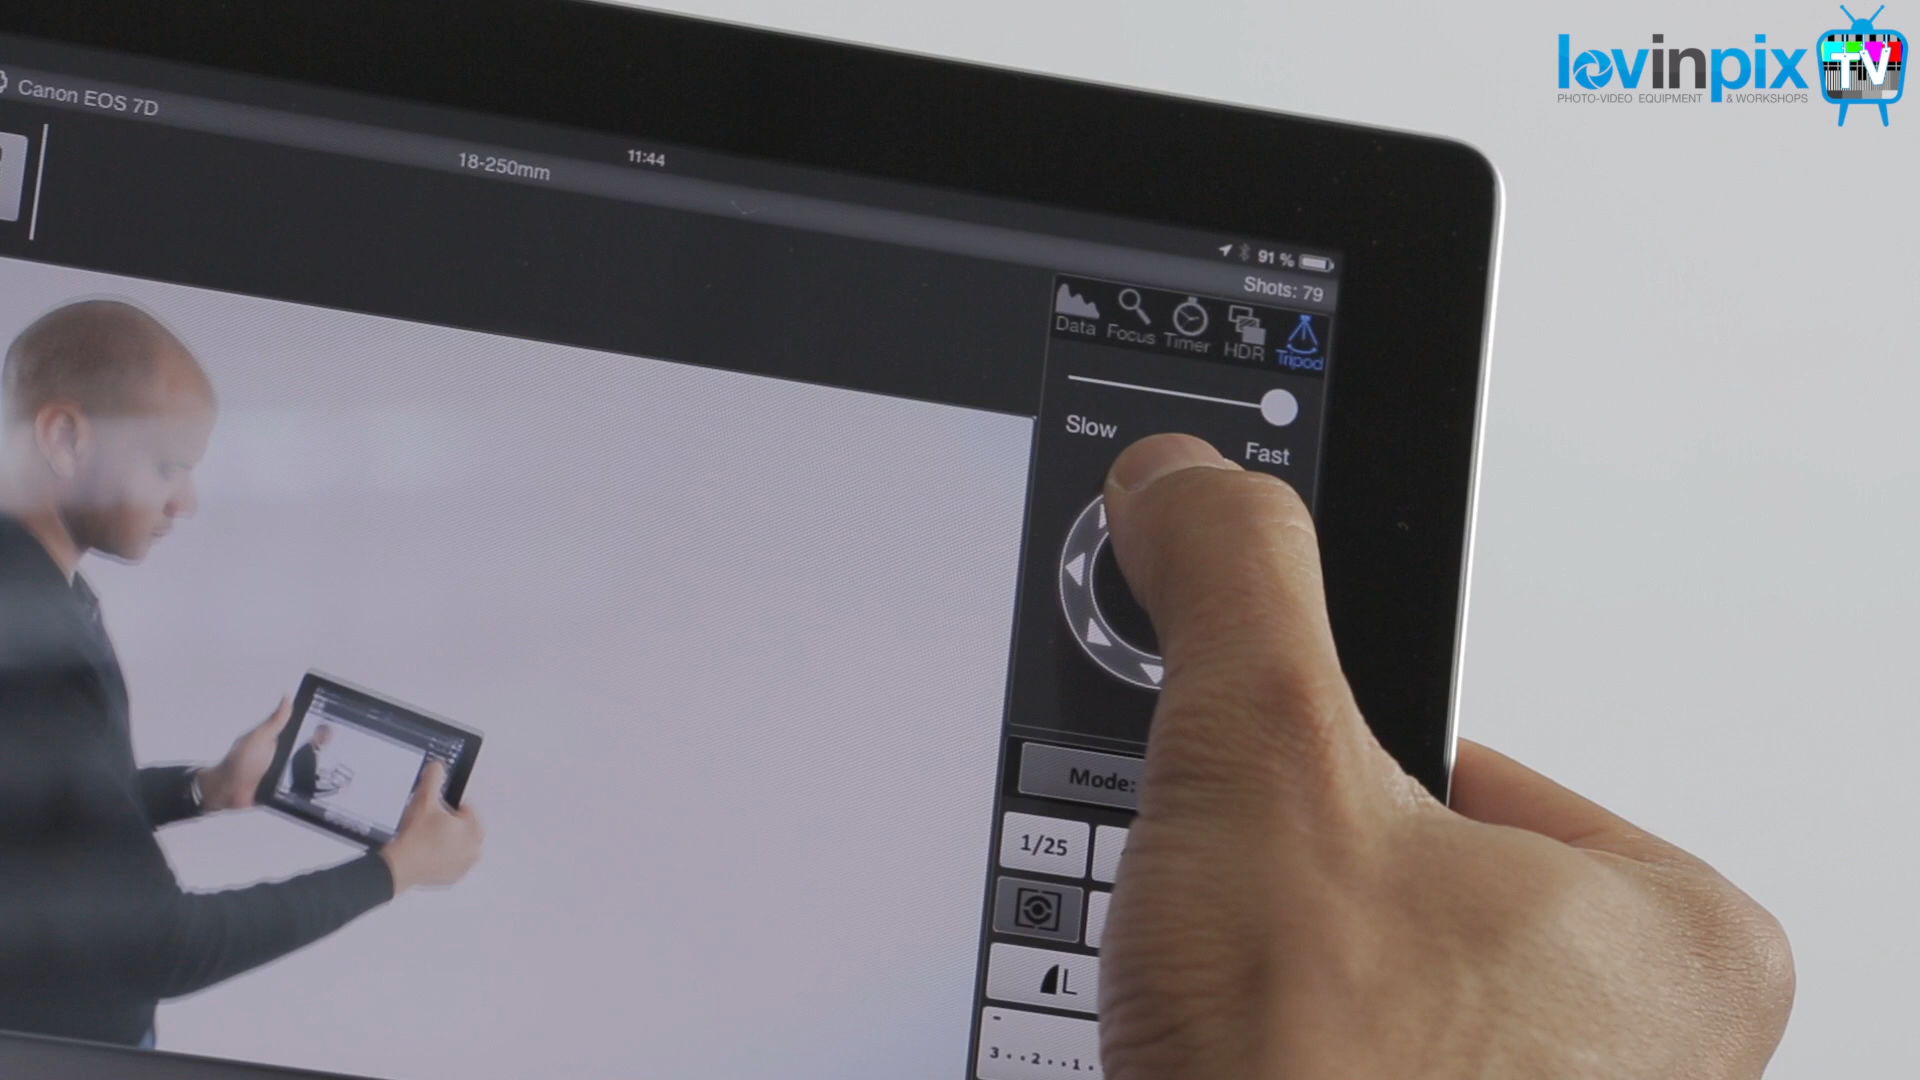 lovinpix TV
PHOTO-VIDEO EQUIPMENT & WORKSHOPS
Canon EOS 7D
11:44
18-250mm
91 %
Shots: 79
Data Focus Timer HDR Tripod
Slow
Fast
Mode:
1/25
L
-
3..2..1.